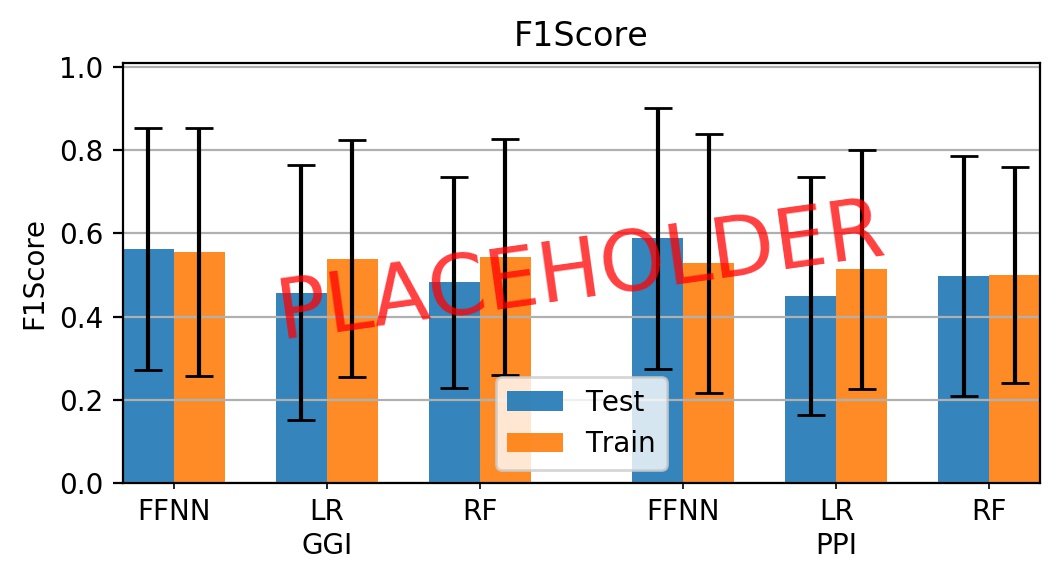 F1Score
1.0
0.8
0.6
0.4
0.2
0.0
F1Score
PLACEHOLDER
Test
Train
FFNN LR RF FFNN LR RF
GGI PPI